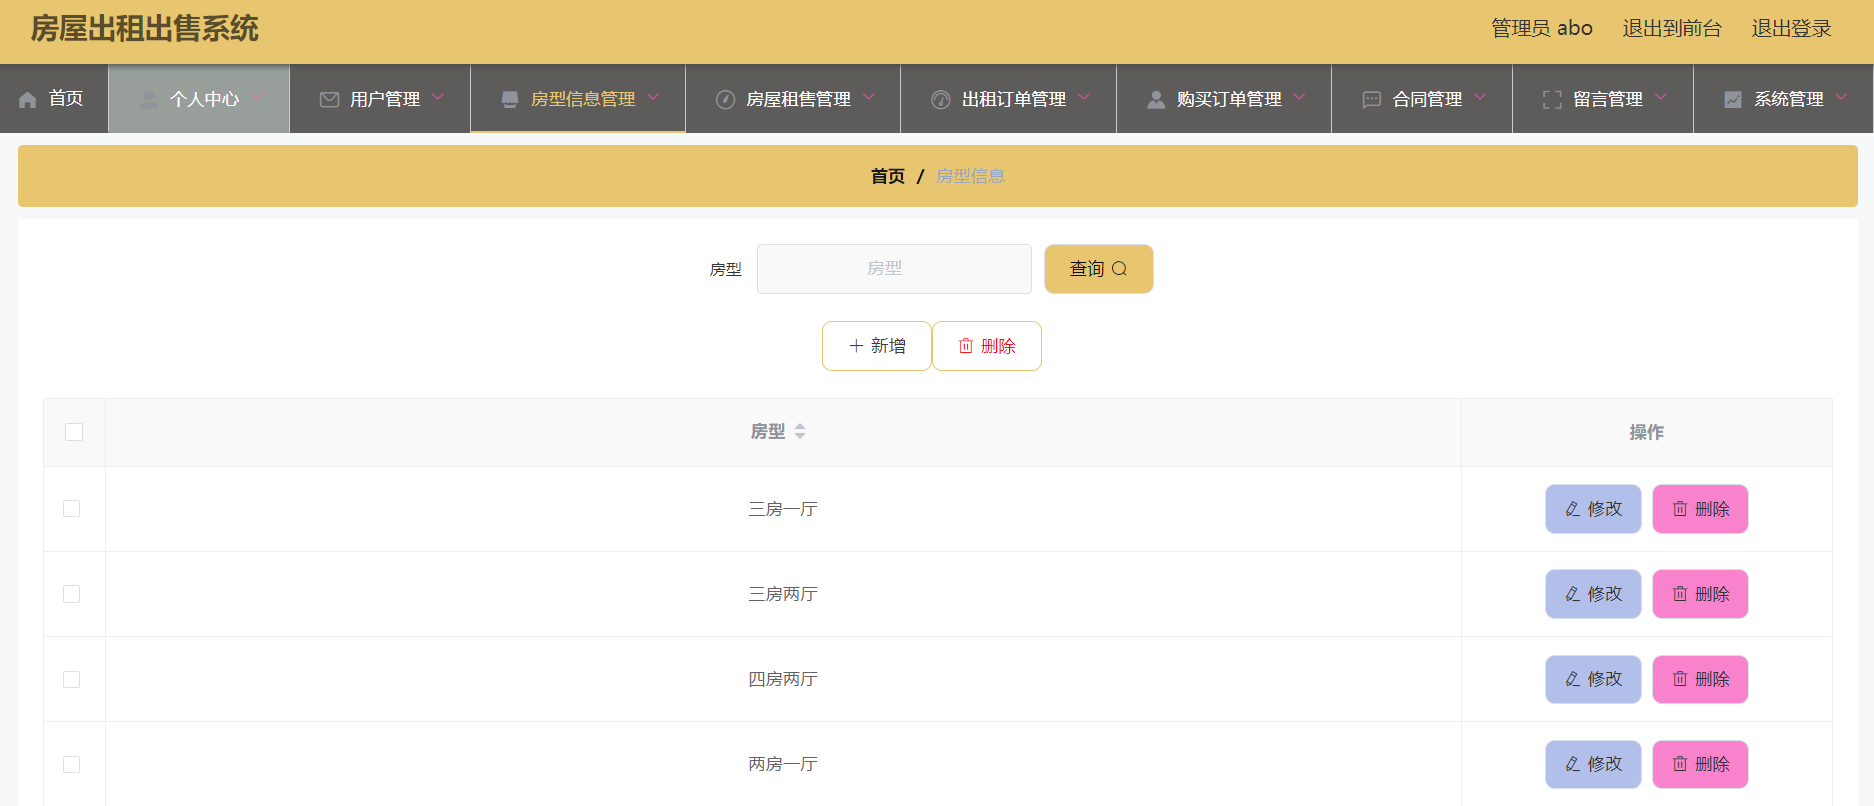 房屋出租出售系统
管理员 abo 退出到前台 退出登录
首页 个人中心 用户管理 房型信息管理 房屋租售管理 出租订单管理 购买订单管理 合同管理 留言管理 系统管理
首页 / 房型信息
房型 房型 查询
新增 删除
房型 操作
三房一厅 修改 删除
三房两厅 修改 删除
四房两厅 修改 删除
两房一厅 修改 删除